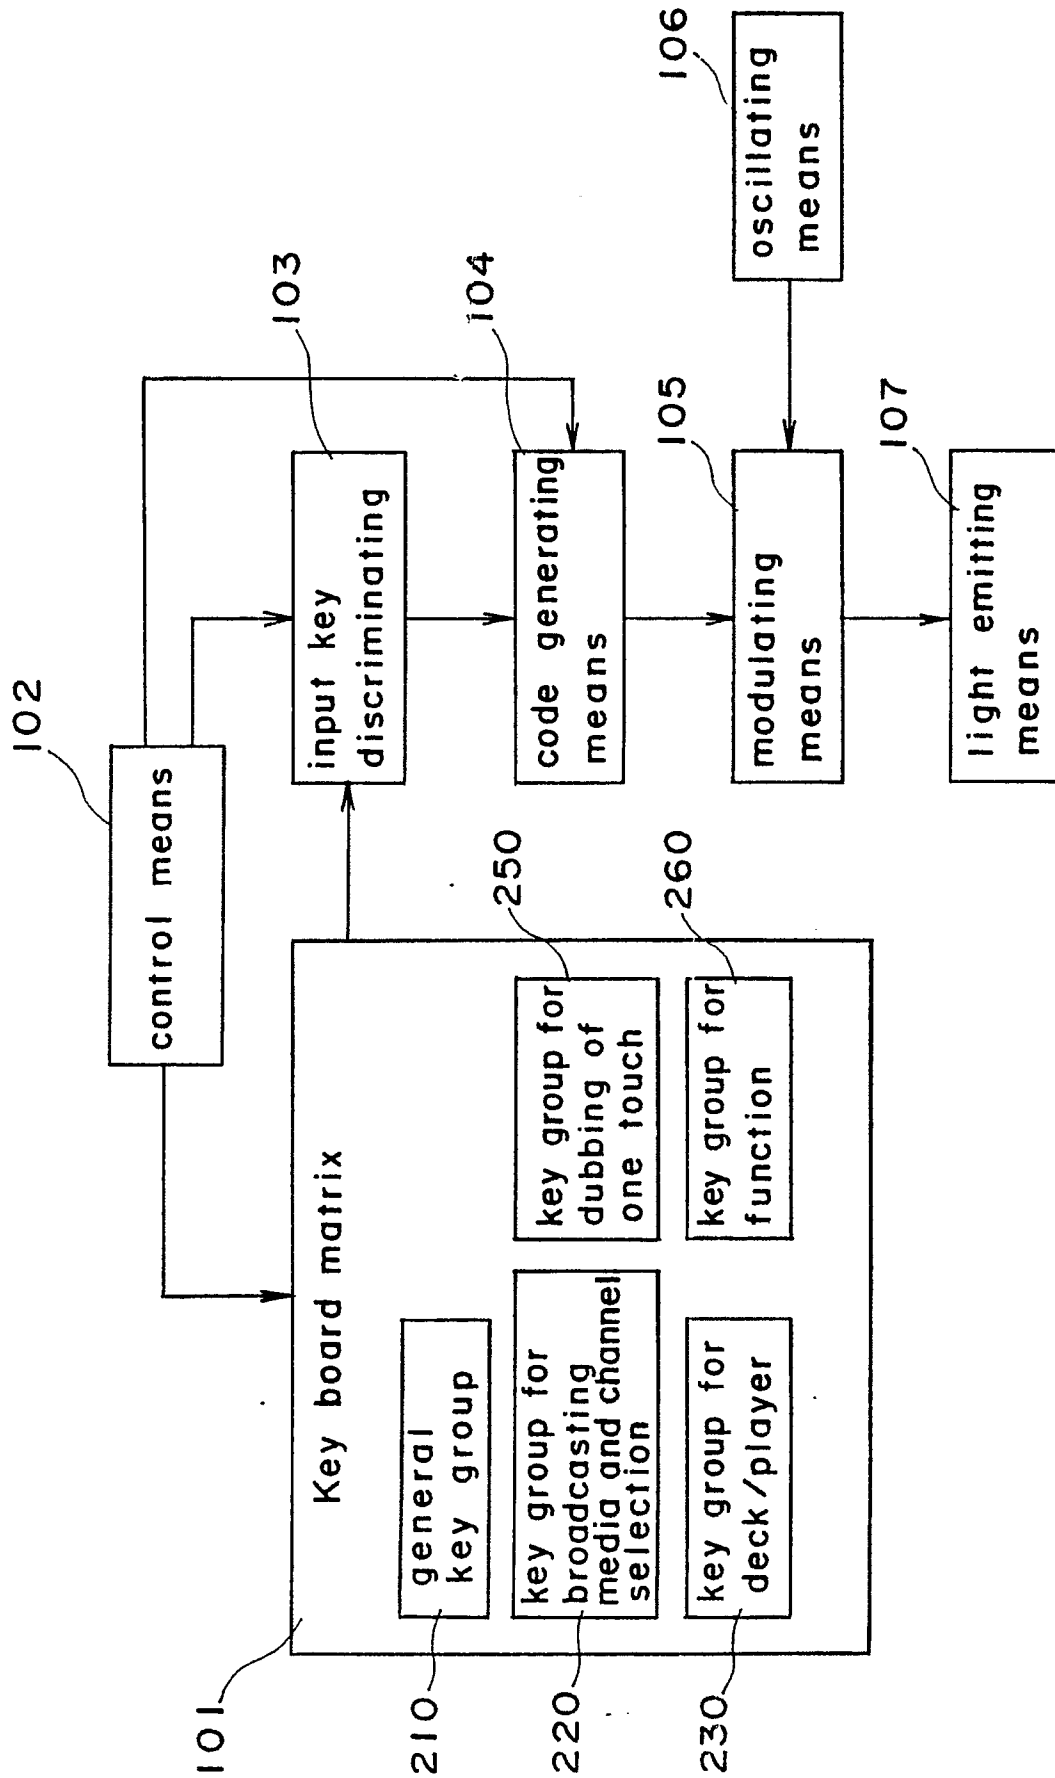 102
control means
101
Key board matrix
210
general
key group
220
key group for
broadcasting
media and channel
selection
230
key group for
deck/player
250
key group for
dubbing of
one touch
260
key group for
function
103
input key
discriminating
104
code generating
means
105
modulating
means
106
oscillating
means
107
light emitting
means